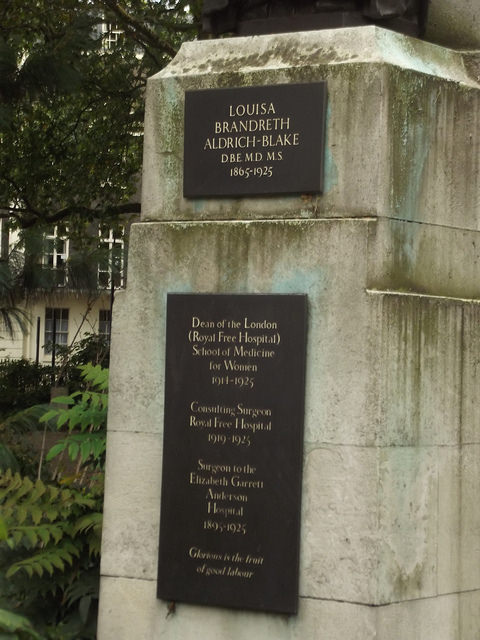 LOUISA
BRANDRETH
ALDRICH-BLAKE
DBE. M.D M.S
1865-1925
Dean of the London
(Royal Free Hospital)
School of Medicine
for Women
1914-1925
Consulting Surgeon
Royal Free Hospital
1919-1925
Surgeon to the
Elizabeth Garrett
Anderson
Hospital
1895-1925
Glorious is the fruit
of good labour